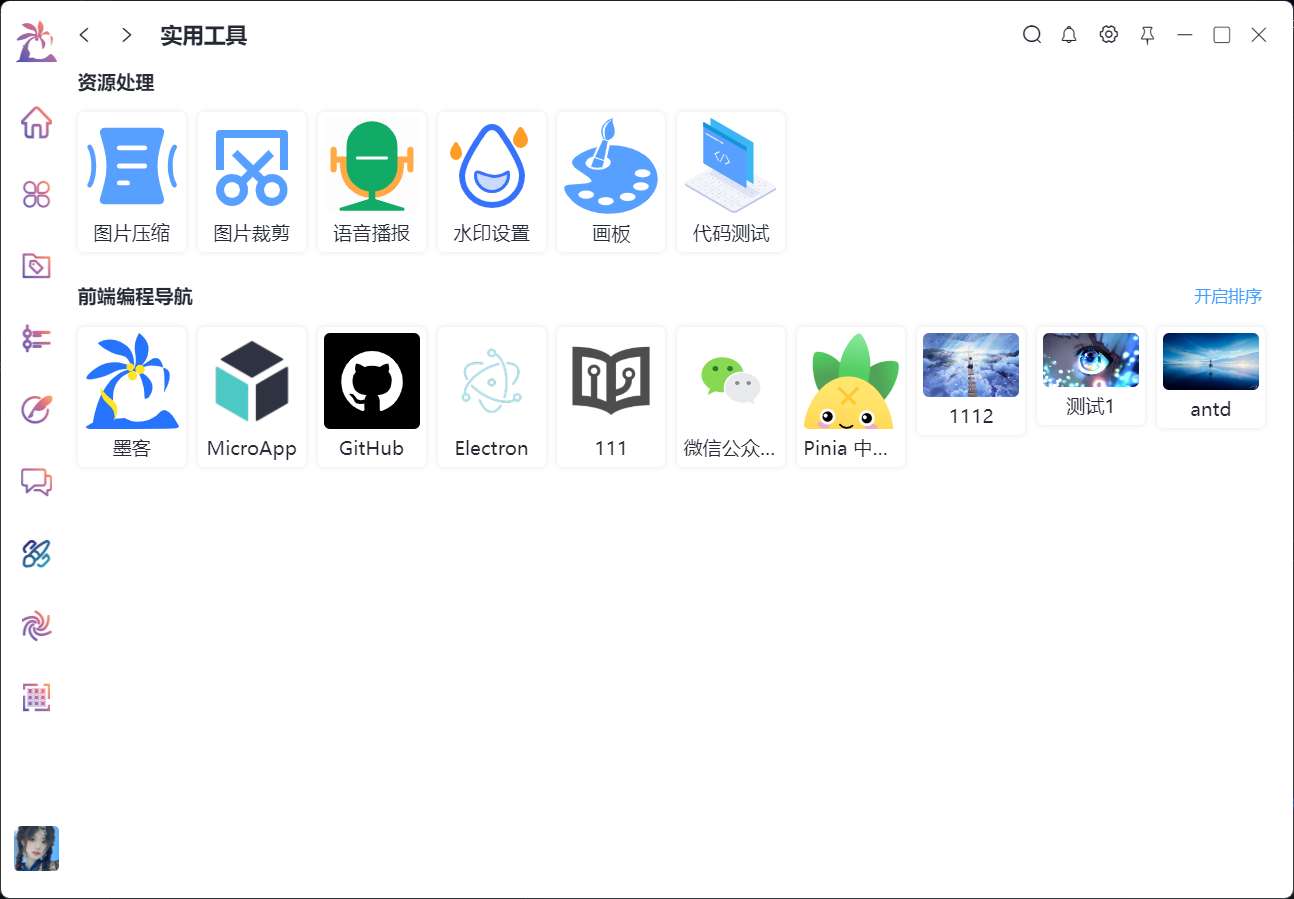 实用工具
资源处理
图片压缩 图片裁剪 语音播报 水印设置 画板 代码测试
前端编程导航 开启排序
墨客 MicroApp GitHub Electron 111 微信公众... Pinia 中... 1112 测试1 antd